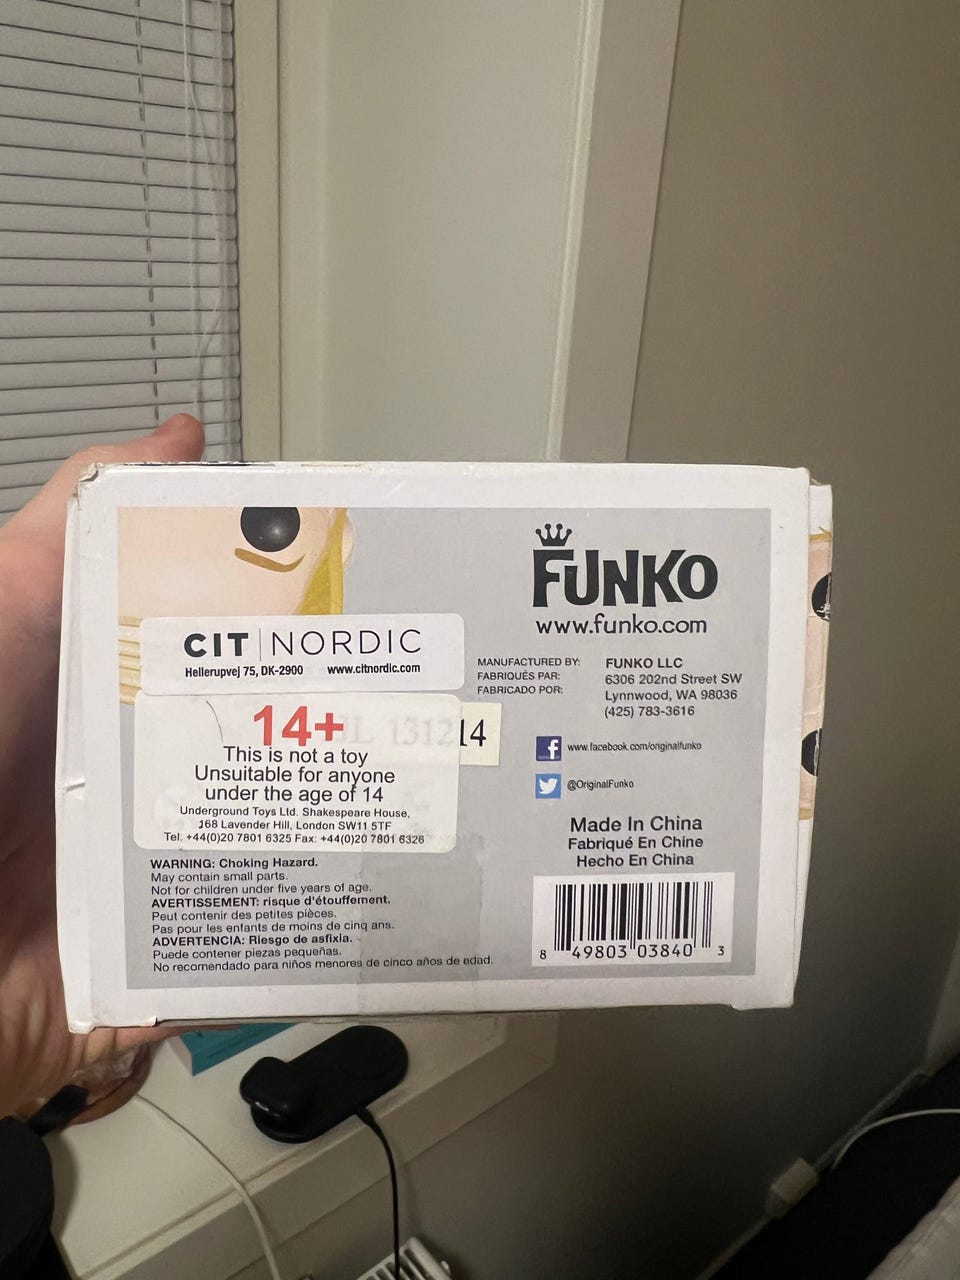 FUNKO
www.funko.com
CIT | NORDIC
Hellerupvej 75, DK-2900 www.citnordic.com
MANUFACTURED BY:
FABRIQUÉS PAR:
FABRICADO POR:
FUNKO LLC
6306 202nd Street SW
Lynnwood, WA 98036
(425) 783-3616
JL 131214
14+
This is not a toy
Unsuitable for anyone
under the age of 14
Underground Toys Ltd. Shakespeare House,
168 Lavender Hill, London SW11 5TF
Tel: +44(0)20 7801 6325 Fax: +44(0)20 7801 6326
f www.facebook.com/originalfunko
@OriginalFunko
Made In China
Fabriqué En Chine
Hecho En China
WARNING: Choking Hazard.
May contain small parts.
Not for children under five years of age.
AVERTISSEMENT: risque d'étouffement.
Peut contenir des petites pièces.
Pas pour les enfants de moins de cinq ans.
ADVERTENCIA: Riesgo de asfixia.
Puede contener piezas pequeñas.
No recomendado para niños menores de cinco años de edad.
8 49803 03840 3